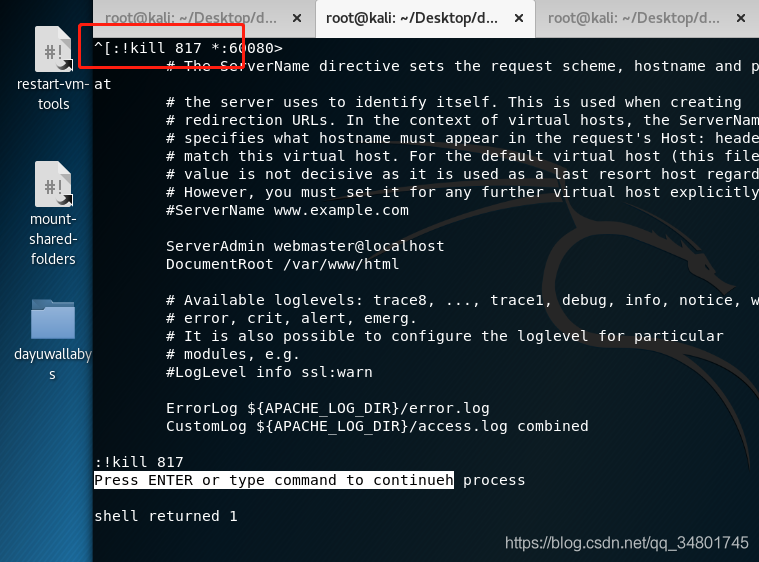 root@kali: ~/Desktop/d... ×
root@kali: ~/Desktop/d... ×
root@kali: ~/Desktop/d... ×
#!
restart-vm-
tools
#!
mount-
shared-
folders
dayuwallaby
s
^[:!kill 817 *:60080>
# The ServerName directive sets the request scheme, hostname and p
at
# the server uses to identify itself. This is used when creating
# redirection URLs. In the context of virtual hosts, the ServerNam
# specifies what hostname must appear in the request's Host: heade
# match this virtual host. For the default virtual host (this file
# value is not decisive as it is used as a last resort host regard
# However, you must set it for any further virtual host explicitly
#ServerName www.example.com
ServerAdmin webmaster@localhost
DocumentRoot /var/www/html
# Available loglevels: trace8, ..., trace1, debug, info, notice, w
# error, crit, alert, emerg.
# It is also possible to configure the loglevel for particular
# modules, e.g.
#LogLevel info ssl:warn
ErrorLog ${APACHE_LOG_DIR}/error.log
CustomLog ${APACHE_LOG_DIR}/access.log combined
:!kill 817
Press ENTER or type command to continueh process
shell returned 1
https://blog.csdn.net/qq_34801745